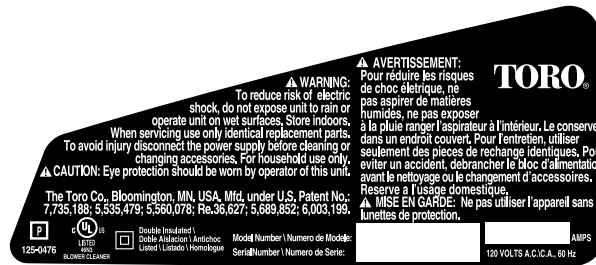 WARNING:
To reduce risk of electric
shock, do not expose unit to rain or
operate unit on wet surfaces. Store indoors.
When servicing use only identical replacement parts.
To avoid injury disconnect the power supply before cleaning or
changing accessories. For household use only.
CAUTION: Eye protection should be worn by operator of this unit.
The Toro Co., Bloomington, MN. USA. Mfd. under U.S. Patent No.:
7,735,188; 5,535,479; 5,560,078; Re.36,627; 5,689,852; 6,003,199.
AVERTISSEMENT:
Pour réduire les risques
de choc életrique, ne
pas aspirer de matières
humides, ne pas exposer
à la pluie ranger l'aspirateur à l'intérieur. Le conserve
dans un endroit couvert. Pour l'entretien, utiliser
seulement des pieces de rechange identiques. Pou
eviter un accident, debrancher le bloc d'alimentatio
avant le nettoyage ou le changement d'accessoires.
Reserve a l'usage domestique.
MISE EN GARDE: Ne pas utiliser l'appareil sans
lunettes de protection.
TORO®
P
125-0476
C UL US
LISTED
46N3
BLOWER CLEANER
Double Insulated \
Doble Aislacion \ Antichoc
Listed \ Listado \ Homologue
Model Number \ Numero de Modele:
Serial Number \ Numero de Serie:
AMPS
120 VOLTS A.C.\C.A., 60 Hz